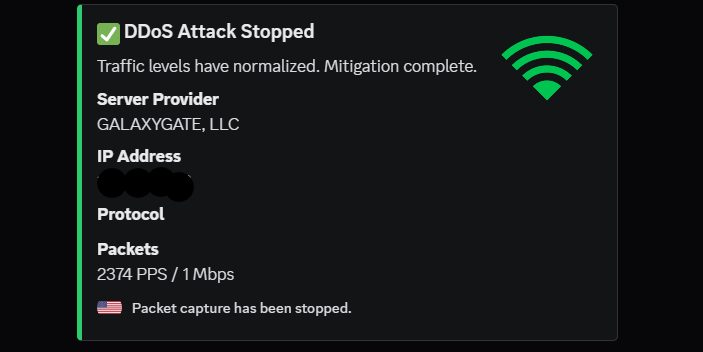 DDoS Attack Stopped
Traffic levels have normalized. Mitigation complete.
Server Provider
GALAXYGATE, LLC
IP Address
Protocol
Packets
2374 PPS / 1 Mbps
Packet capture has been stopped.